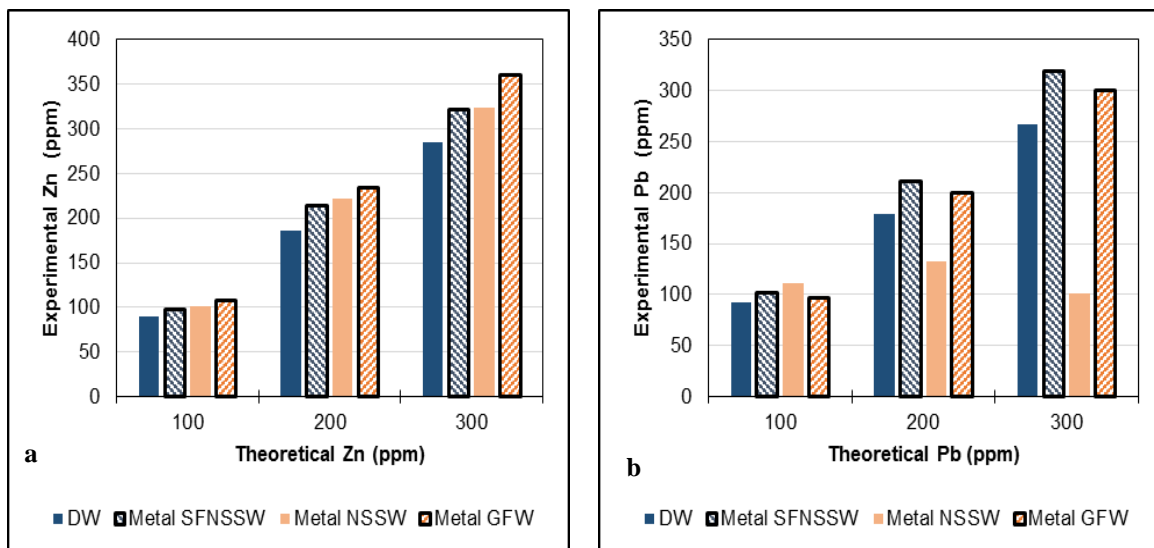 400
350
300
250
200
150
100
50
0
Experimental Zn (ppm)
100 200 300
Theoretical Zn (ppm)
a
DW Metal SFNSSW Metal NSSW Metal GFW
350
300
250
200
150
100
50
0
Experimental Pb (ppm)
100 200 300
Theoretical Pb (ppm)
b
DW Metal SFNSSW Metal NSSW Metal GFW